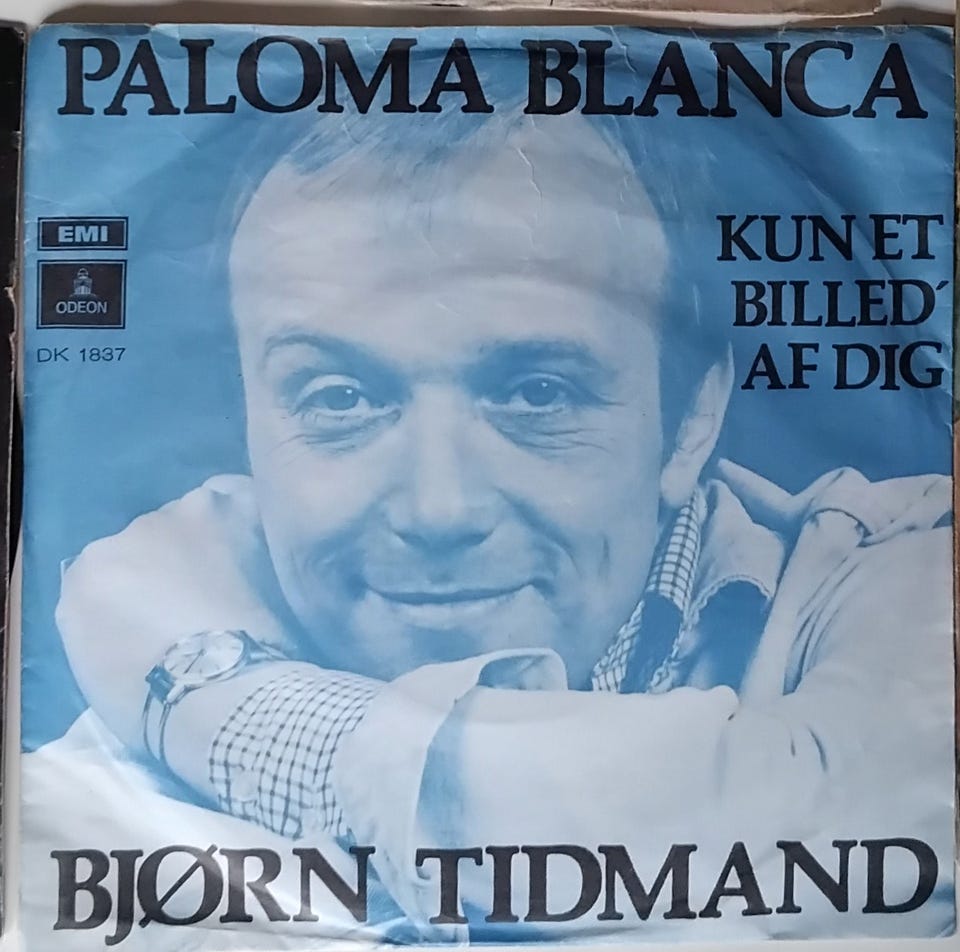 PALOMA BLANCA
EMI
ODEON
DK 1837
KUN ET
BILLED´
AF DIG
BJØRN TIDMAND